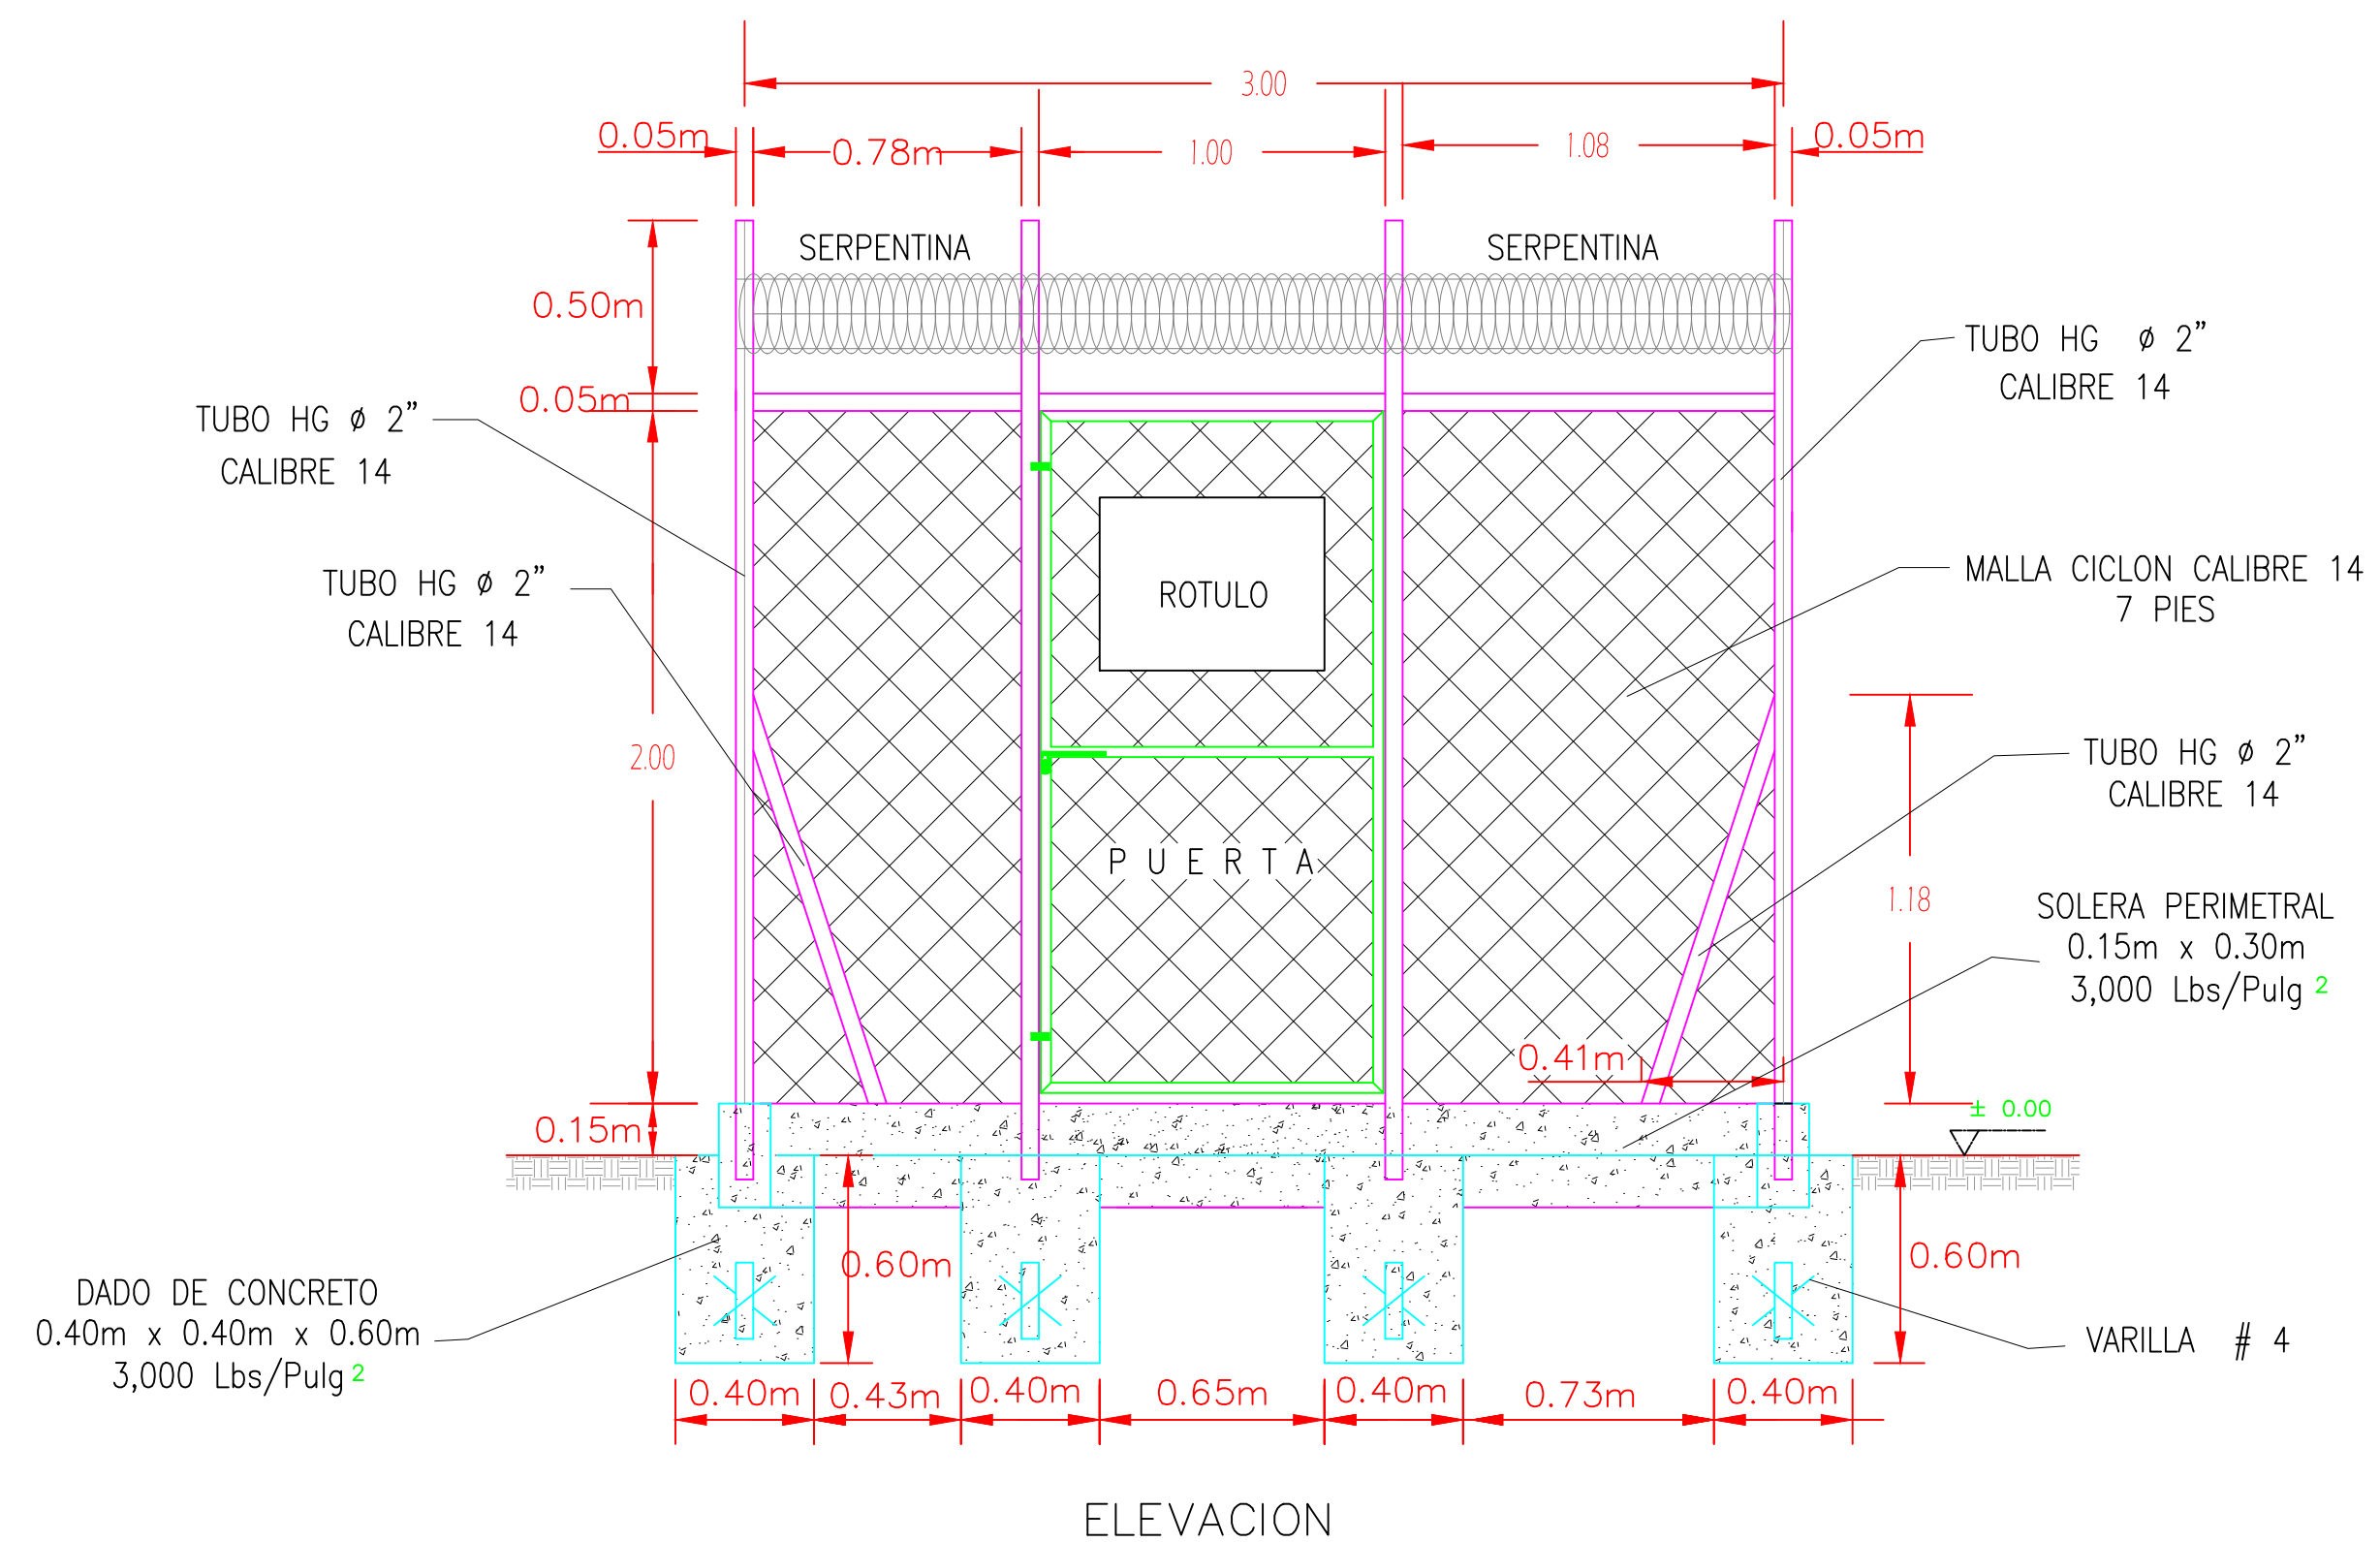 3.00
0.05m
0.78m
1.00
1.08
0.05m
SERPENTINA
SERPENTINA
0.50m
0.05m
TUBO HG ϕ 2”
CALIBRE 14
TUBO HG ϕ 2”
CALIBRE 14
TUBO HG ϕ 2”
CALIBRE 14
ROTULO
MALLA CICLON CALIBRE 14
7 PIES
2.00
TUBO HG ϕ 2”
CALIBRE 14
P U E R T A
1.18
SOLERA PERIMETRAL
0.15m x 0.30m
3,000 Lbs/Pulg 2
0.41m
0.15m
± 0.00
0.60m
0.60m
DADO DE CONCRETO
0.40m x 0.40m x 0.60m
3,000 Lbs/Pulg 2
VARILLA # 4
0.40m
0.43m
0.40m
0.65m
0.40m
0.73m
0.40m
ELEVACION